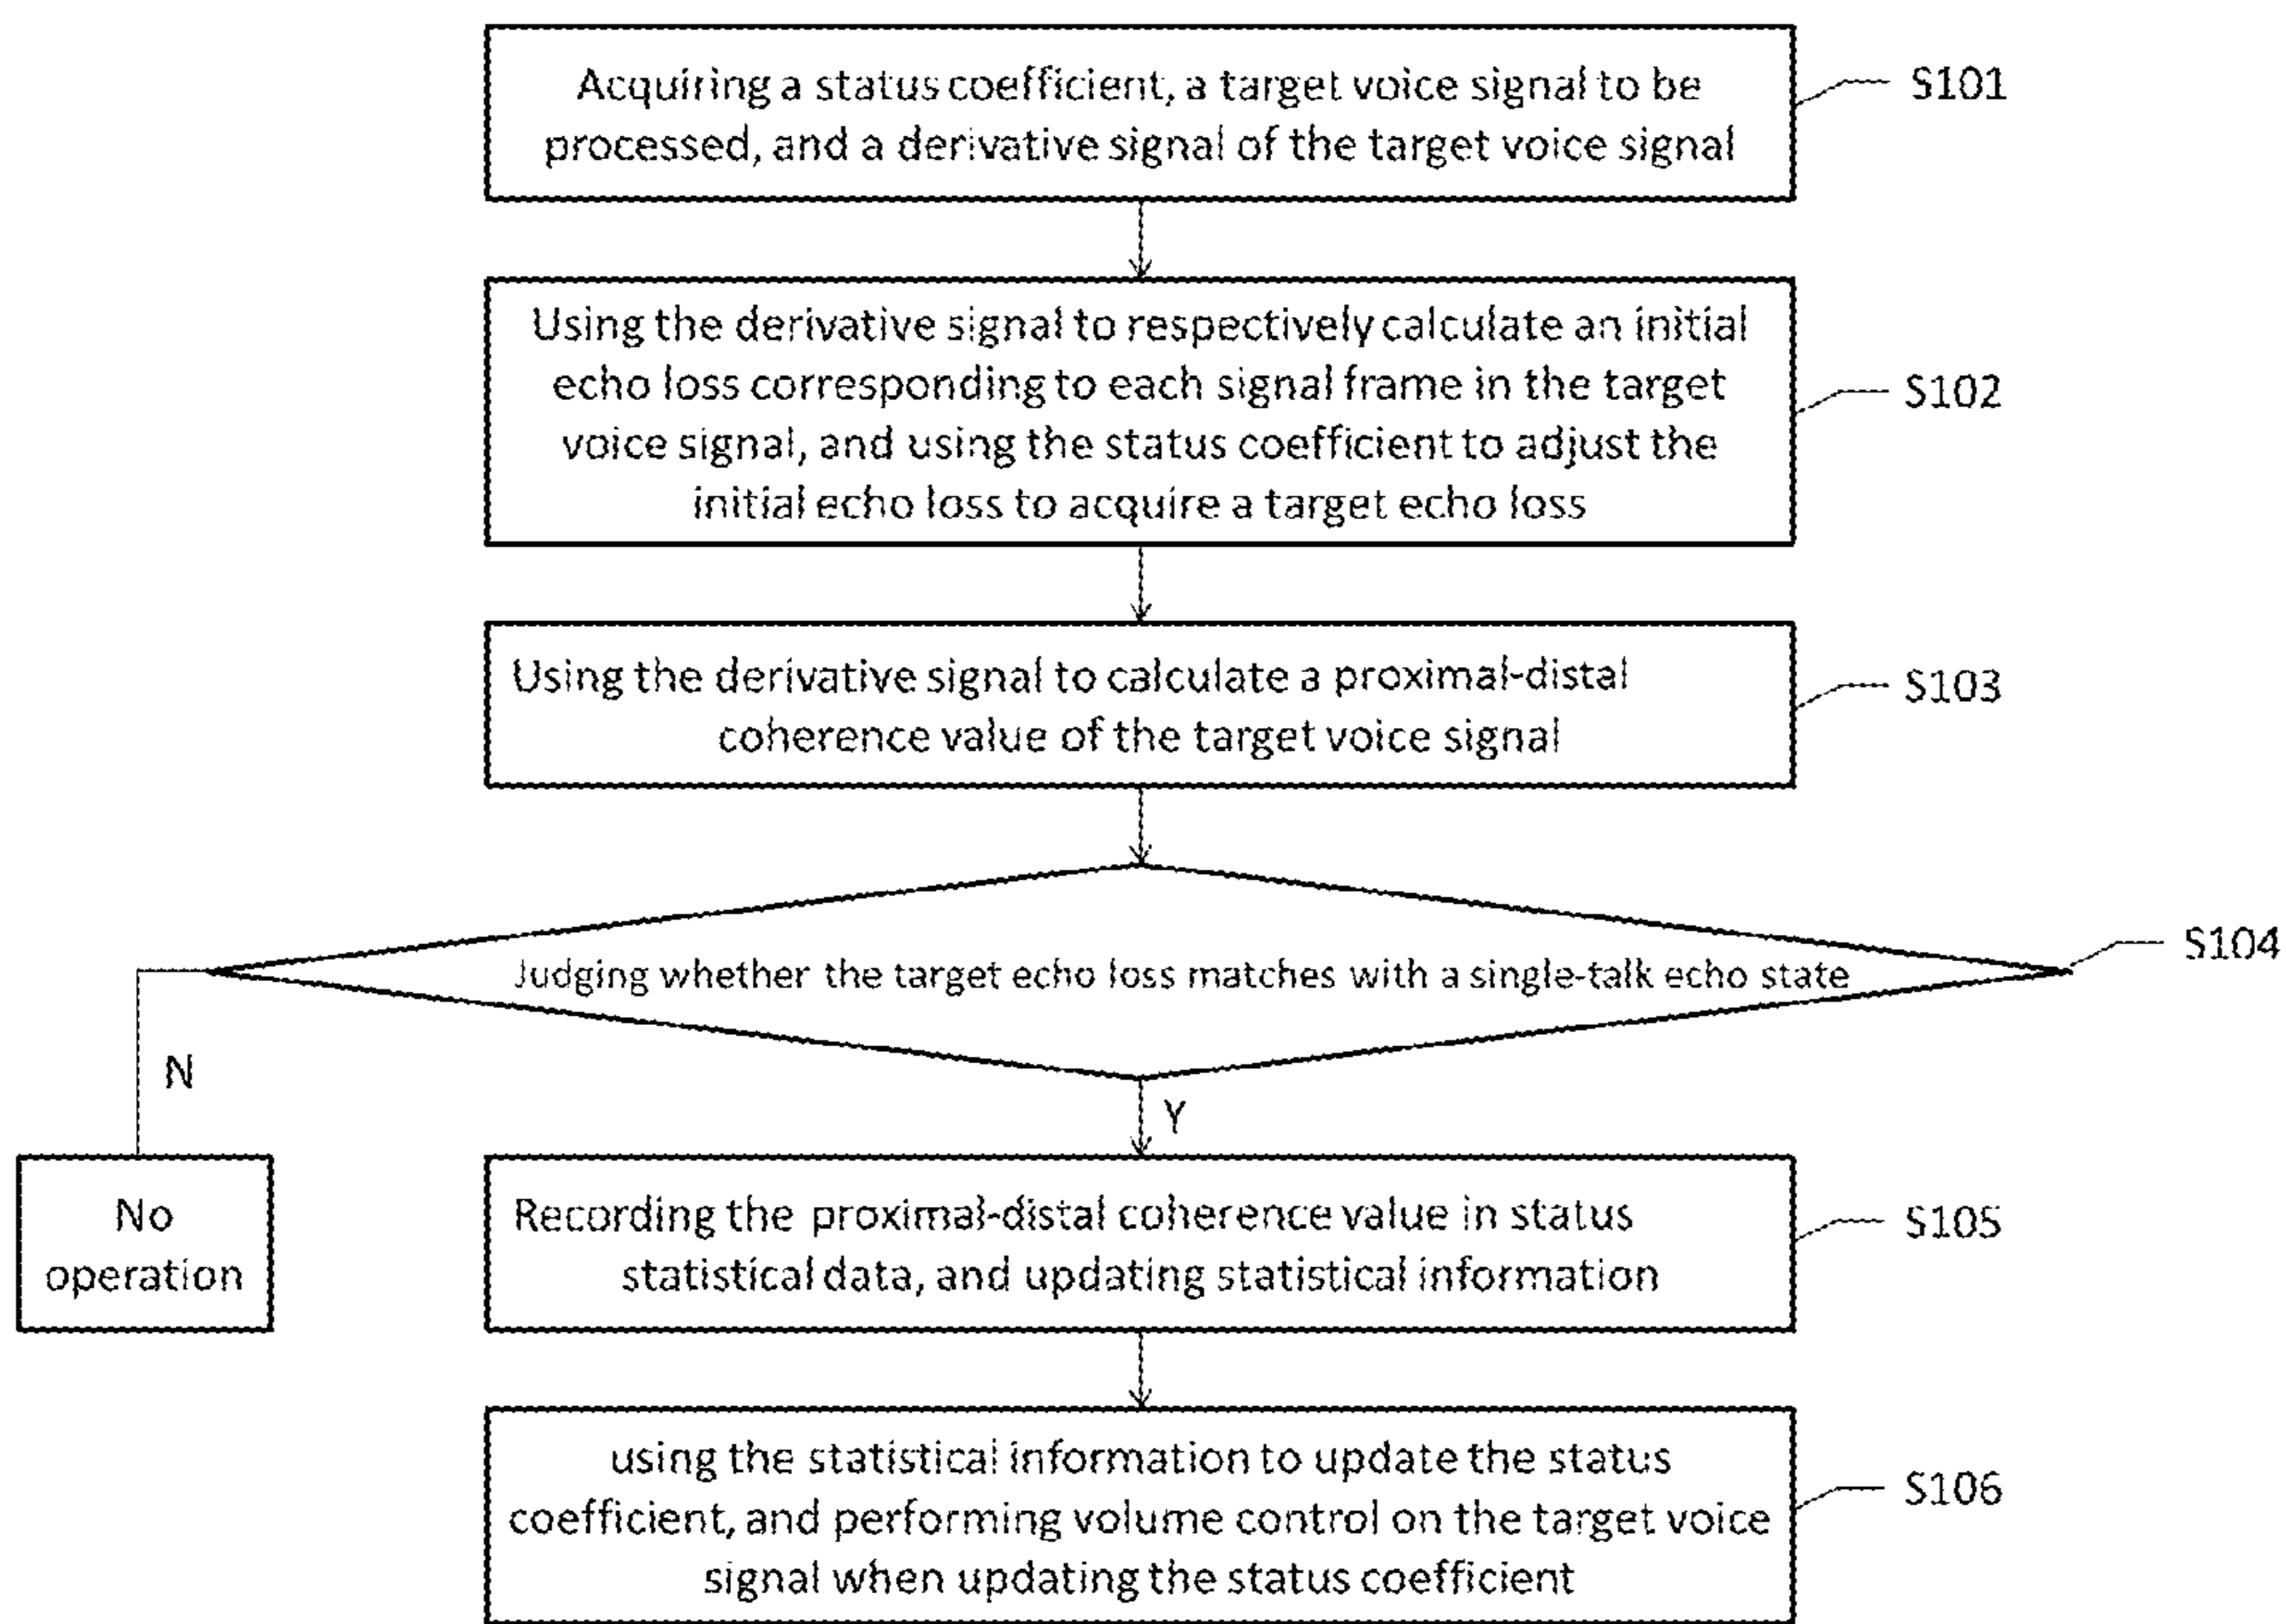 Acquiring a status coefficient, a target voice signal to be
processed, and a derivative signal of the target voice signal
S101
Using the derivative signal to respectively calculate an initial
echo loss corresponding to each signal frame in the target
voice signal, and using the status coefficient to adjust the
initial echo loss to acquire a target echo loss
S102
Using the derivative signal to calculate a proximal-distal
coherence value of the target voice signal
S103
Judging whether the target echo loss matches with a single-talk echo state
S104
N
Y
No
operation
Recording the proximal-distal coherence value in status
statistical data, and updating statistical information
S105
using the statistical information to update the status
coefficient, and performing volume control on the target voice
signal when updating the status coefficient
S106